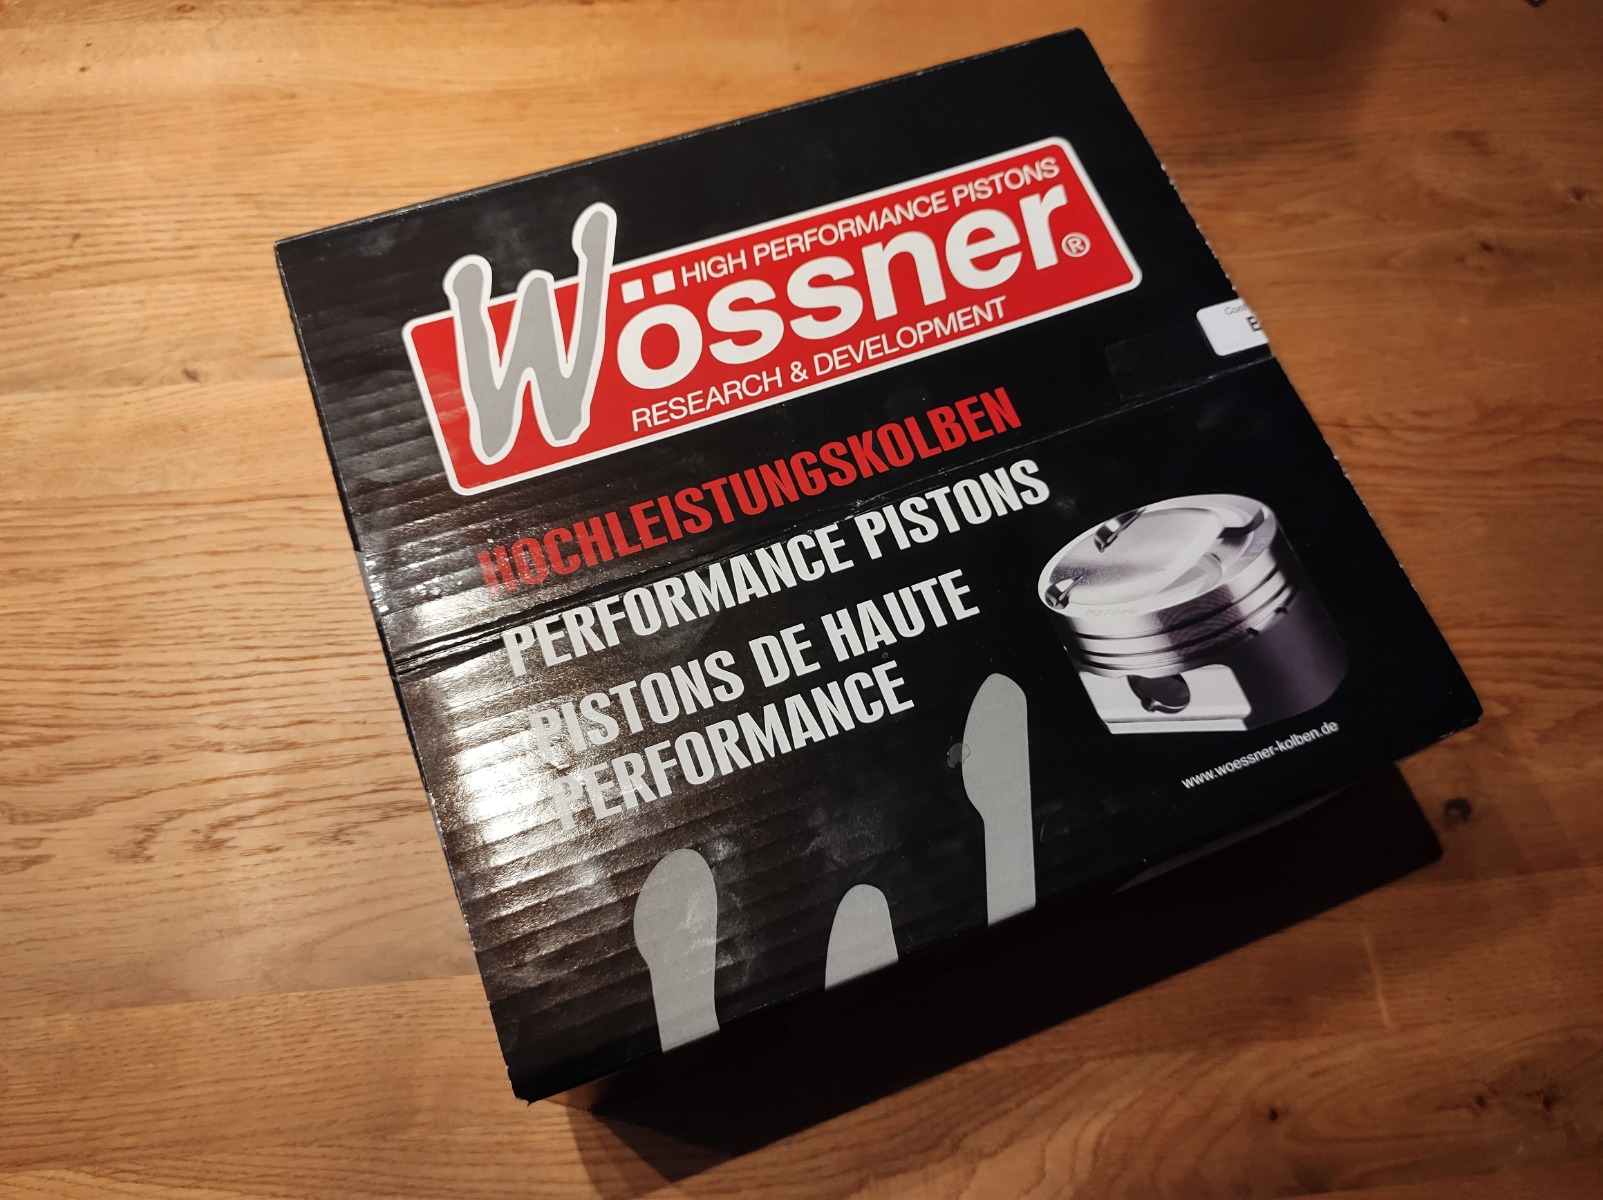 HIGH PERFORMANCE PISTONS
Wössner®
RESEARCH & DEVELOPMENT
HOCHLEISTUNGSKOLBEN
PERFORMANCE PISTONS
PISTONS DE HAUTE
PERFORMANCE
www.woessner-kolben.de